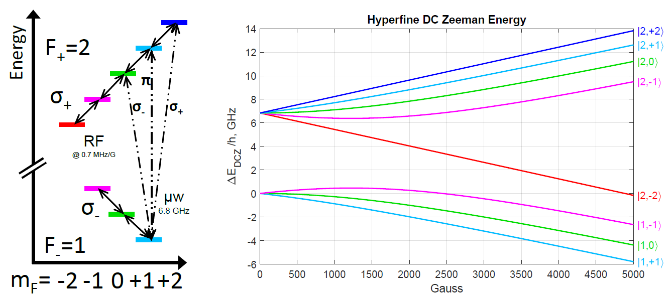 Energy
F₊=2
σ₊
π
σ₋
σ₊
RF
@ 0.7 MHz/G
μw
6.8 GHz
σ₋
F₋=1
m_F= -2 -1 0 +1+2
Hyperfine DC Zeeman Energy
ΔE_DCZ /h, GHz
14
12
10
8
6
4
2
0
-2
-4
-6
0 500 1000 1500 2000 2500 3000 3500 4000 4500 5000
Gauss
|2,+2⟩
|2,+1⟩
|2,0⟩
|2,-1⟩
|2,-2⟩
|1,-1⟩
|1,0⟩
|1,+1⟩